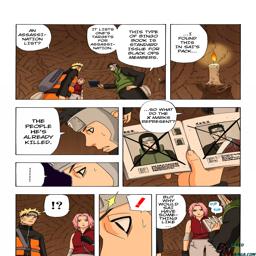 AN
ASSASSI-
NATION
LIST?
IT LISTS
ONE'S
TARGETS
FOR
ASSASSI-
NATION.
THIS TYPE
OF BINGO
BOOK IS
STANDARD
ISSUE FOR
BLACK OPS
MEMBERS.
...I
FOUND
THIS IN
SAI'S
PACK...
THE
PEOPLE
HE'S
ALREADY
KILLED.
...SO WHAT
DO THE
X MARKS
REPRESENT?
!?
!
BUT
WHY
WOULD
SAI
HAVE
SOME-
THING
LIKE